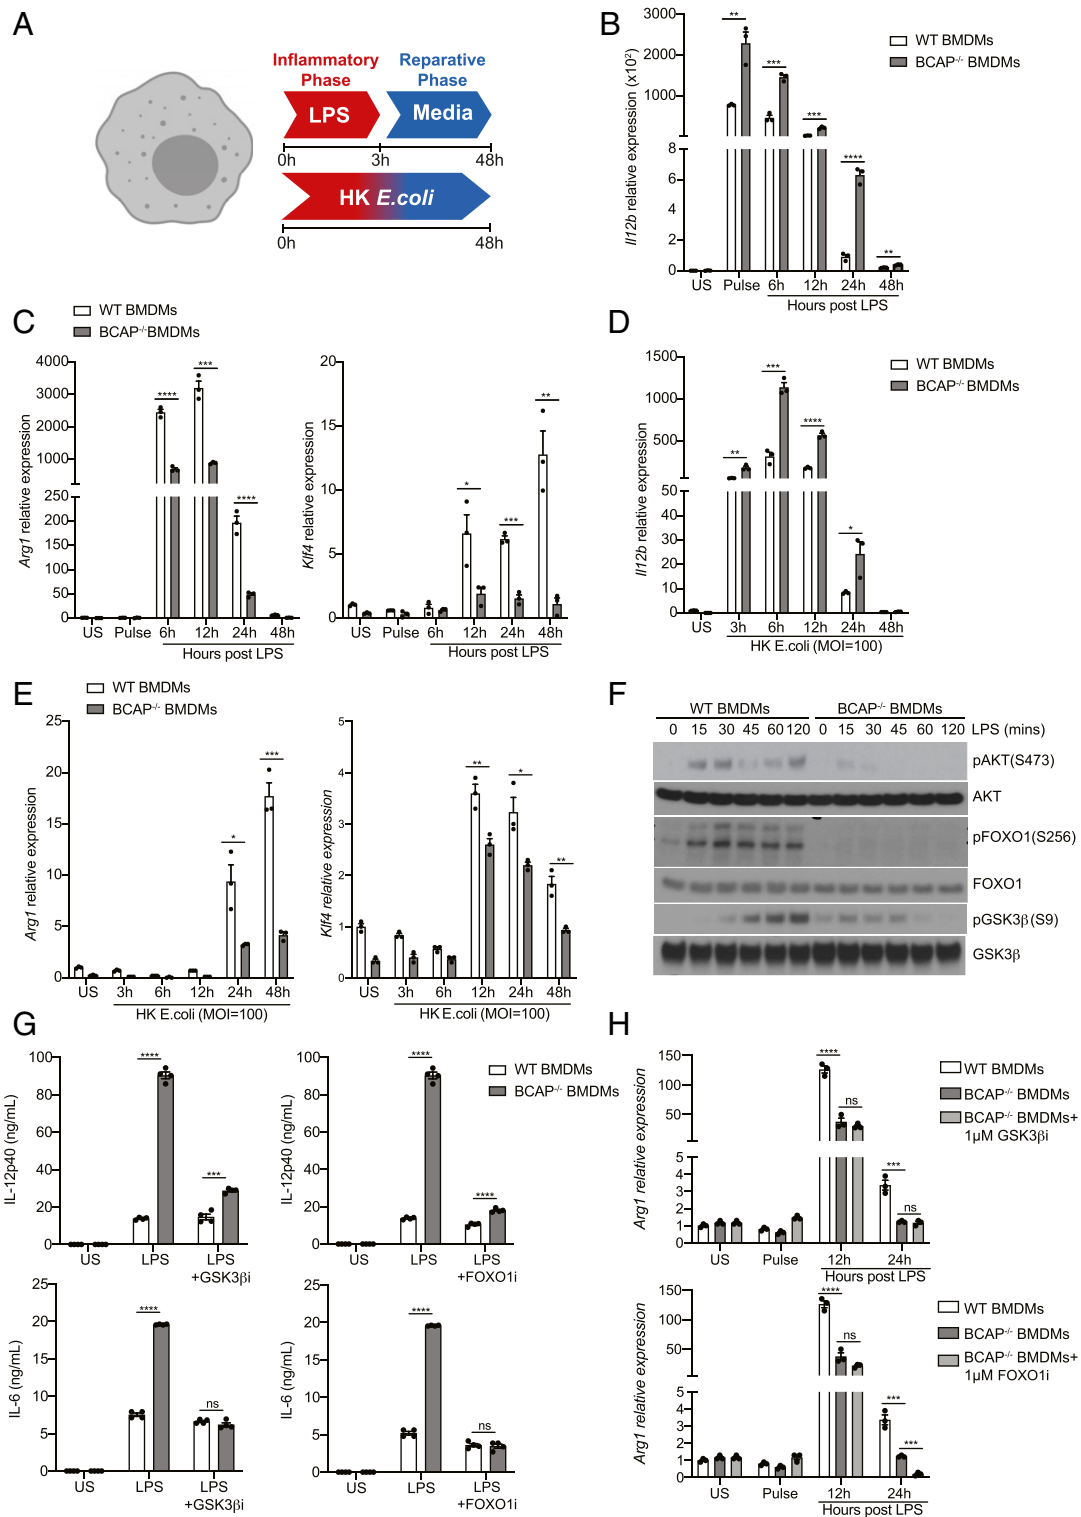 A
Inflammatory
Phase
Reparative
Phase
LPS
Media
0h
3h
48h
HK E.coli
0h
48h
B
WT BMDMs
BCAP-/- BMDMs
Il12b relative expression (x10²)
3000
2000
1000
8
6
4
2
0
**
***
***
****
**
US
Pulse
6h
12h
24h
48h
Hours post LPS
C
WT BMDMs
BCAP-/-BMDMs
Arg1 relative expression
4000
3000
2000
1000
250
200
150
100
50
0
****
***
****
US
Pulse
6h
12h
24h
48h
Hours post LPS
Klf4 relative expression
20
15
10
5
0
*
***
**
US
Pulse
6h
12h
24h
48h
Hours post LPS
D
WT BMDMs
BCAP-/- BMDMs
Il12b relative expression
1500
1000
500
50
40
30
20
10
0
**
***
****
*
US
3h
6h
12h
24h
48h
HK E.coli (MOI=100)
E
WT BMDMs
BCAP-/- BMDMs
Arg1 relative expression
25
20
15
10
5
0
*
***
US
3h
6h
12h
24h
48h
HK E.coli (MOI=100)
Klf4 relative expression
5
4
3
2
1
0
**
*
**
US
3h
6h
12h
24h
48h
HK E.coli (MOI=100)
F
WT BMDMs
BCAP-/- BMDMs
0 15 30 45 60 120 0 15 30 45 60 120 LPS (mins)
pAKT(S473)
AKT
pFOXO1(S256)
FOXO1
pGSK3β(S9)
GSK3β
G
IL-12p40 (ng/mL)
100
80
60
40
20
0
****
***
US
LPS
LPS
+GSK3βi
IL-12p40 (ng/mL)
100
80
60
40
20
0
****
****
US
LPS
LPS
+FOXO1i
WT BMDMs
BCAP-/- BMDMs
IL-6 (ng/mL)
25
20
15
10
5
0
****
ns
US
LPS
LPS
+GSK3βi
IL-6 (ng/mL)
25
20
15
10
5
0
****
ns
US
LPS
LPS
+FOXO1i
H
Arg1 relative expression
150
100
50
5
4
3
2
1
0
****
ns
***
ns
US
Pulse
12h
24h
Hours post LPS
WT BMDMs
BCAP-/- BMDMs
BCAP-/- BMDMs+
1μM GSK3βi
Arg1 relative expression
150
100
50
5
4
3
2
1
0
****
ns
***
***
US
Pulse
12h
24h
Hours post LPS
WT BMDMs
BCAP-/- BMDMs
BCAP-/- BMDMs+
1μM FOXO1i